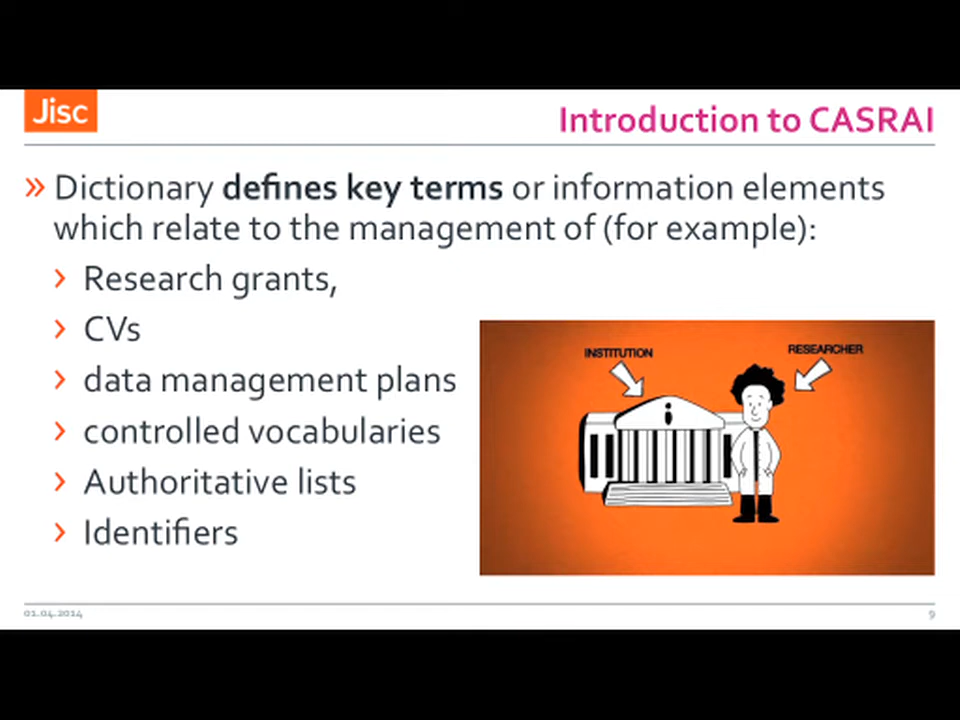 Jisc
Introduction to CASRAI
» Dictionary defines key terms or information elements
which relate to the management of (for example):
› Research grants,
› CVs
› data management plans
› controlled vocabularies
› Authoritative lists
› Identifiers
INSTITUTION
RESEARCHER
i
01.04.2014
9